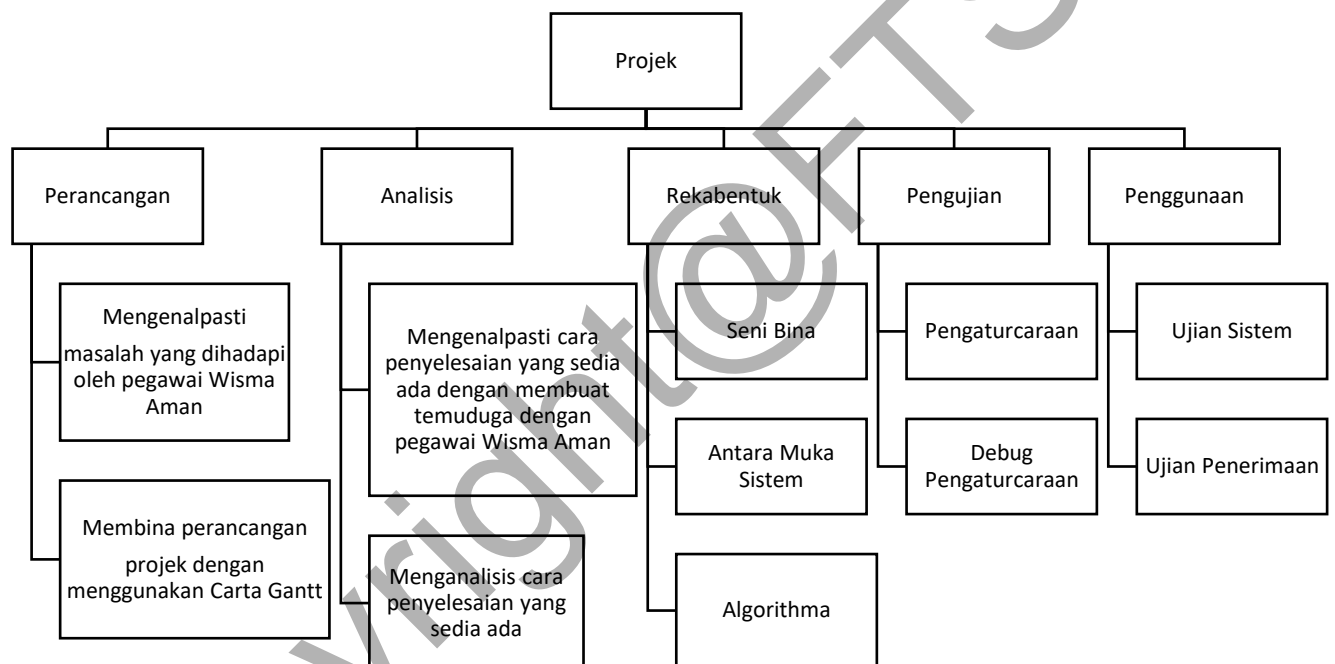 Projek
Perancangan
Analisis
Rekabentuk
Pengujian
Penggunaan
Mengenalpasti
masalah yang dihadapi
oleh pegawai Wisma
Aman
Membina perancangan
projek dengan
menggunakan Carta Gantt
Mengenalpasti cara
penyelesaian yang sedia
ada dengan membuat
temuduga dengan
pegawai Wisma Aman
Menganalisis cara
penyelesaian yang
sedia ada
Seni Bina
Antara Muka
Sistem
Algorithma
Pengaturcaraan
Debug
Pengaturcaraan
Ujian Sistem
Ujian Penerimaan